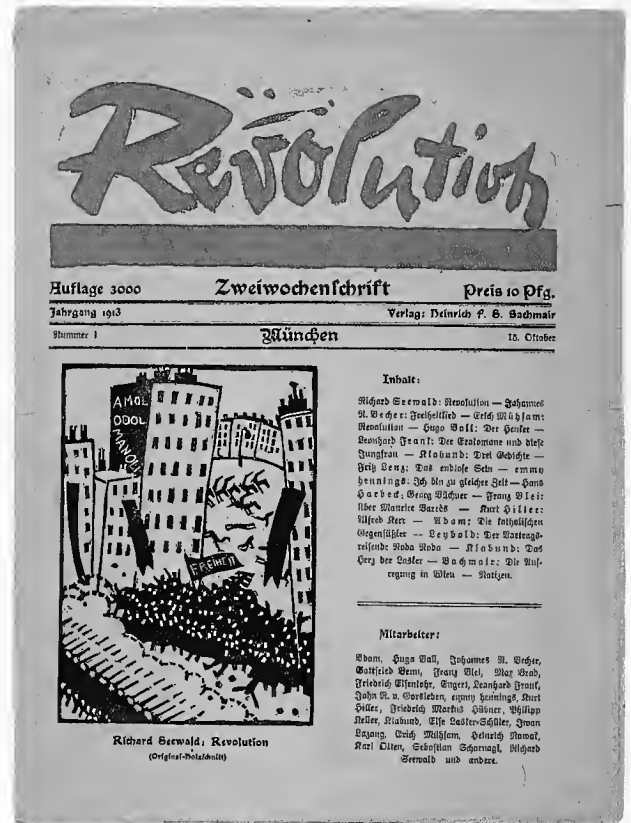 Revolution
Auflage 3000 Zweiwochenschrift Preis 10 Pfg.
Jahrgang 1913 Verlag: Heinrich F. S. Bachmair
Nummer 1 München 15. Oktober
AMOL
ODOL
MANOLI
FREIHEIT
Richard Seewald: Revolution
(Original-Holzschnitt)
Inhalt:
Richard Seewald: Revolution — Johannes
R. Becher: Freiheitlied — Erich Mühsam:
Revolution — Hugo Ball: Der Henker —
Leonhard Frank: Der Erotomane und diese
Jungfrau — Klabund: Drei Gedichte —
Fritz Lenz: Das endlose Sein — emmy
hennings: Ich bin zu gleicher Zeit — Hans
Harbeck: Georg Büchner — Franz Blei:
Über Maurice Barrès — Kurt Hiller:
Alfred Kerr — Adam: Die katholischen
Gegenfüßler — Leybold: Der Vortrags-
reisende Roda Roda — Klabund: Das
Herz der Lasker — Bachmair: Die Auf-
regung in Wien — Notizen.
Mitarbeiter:
Adam, Hugo Ball, Johannes R. Becher,
Gottfried Benn, Franz Blei, Max Brod,
Friedrich Eisenlohr, Engert, Leonhard Frank,
John R. v. Gorsleben, emmy hennings, Kurt
Hiller, Friedrich Markus Hübner, Philipp
Keller, Klabund, Else Lasker-Schüler, Iwan
Lazang, Erich Mühsam, Heinrich Nowak,
Karl Otten, Sebastian Scharnagl, Richard
Seewald und andere.